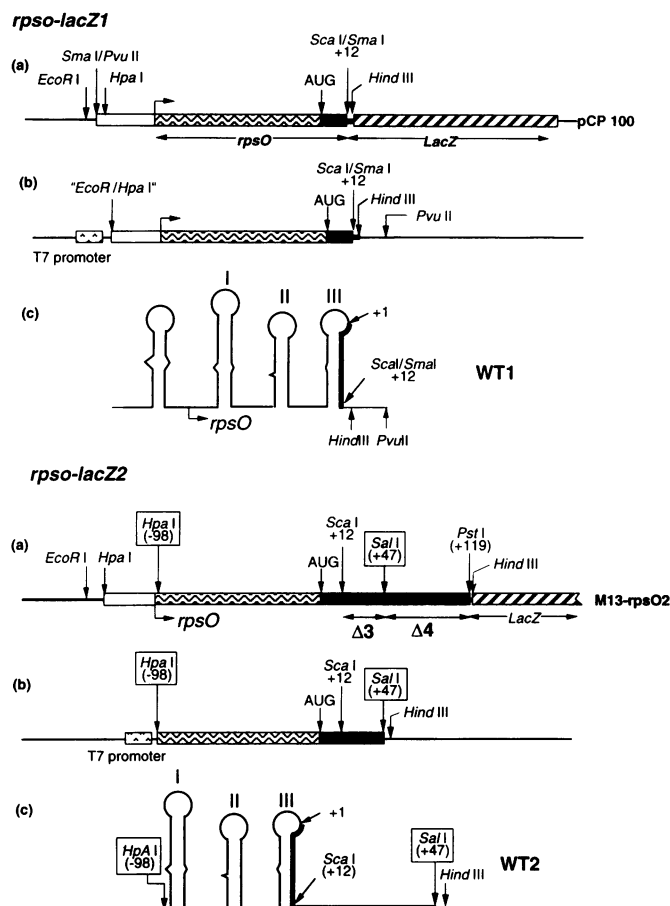 rpso-lacZ1
(a)
Sma I/Pvu II
EcoR I
Hpa I
Sca I/Sma I
+12
AUG
Hind III
pCP 100
rpsO
LacZ
(b)
"EcoR /Hpa I"
Sca I/Sma I
+12
AUG
Hind III
Pvu II
T7 promoter
(c)
I
II
III
+1
ScaI/SmaI
+12
WT1
rpsO
HindIII
PvuII
rpso-lacZ2
(a)
Hpa I
(-98)
EcoR I
Hpa I
Sca I
+12
AUG
Sal I
(+47)
Pst I
(+119)
Hind III
M13-rpsO2
rpsO
Δ3
Δ4
LacZ
(b)
Hpa I
(-98)
Sca I
+12
AUG
Sal I
(+47)
Hind III
T7 promoter
(c)
I
II
III
+1
HpA I
(-98)
Sca I
(+12)
Sal I
(+47)
Hind III
WT2